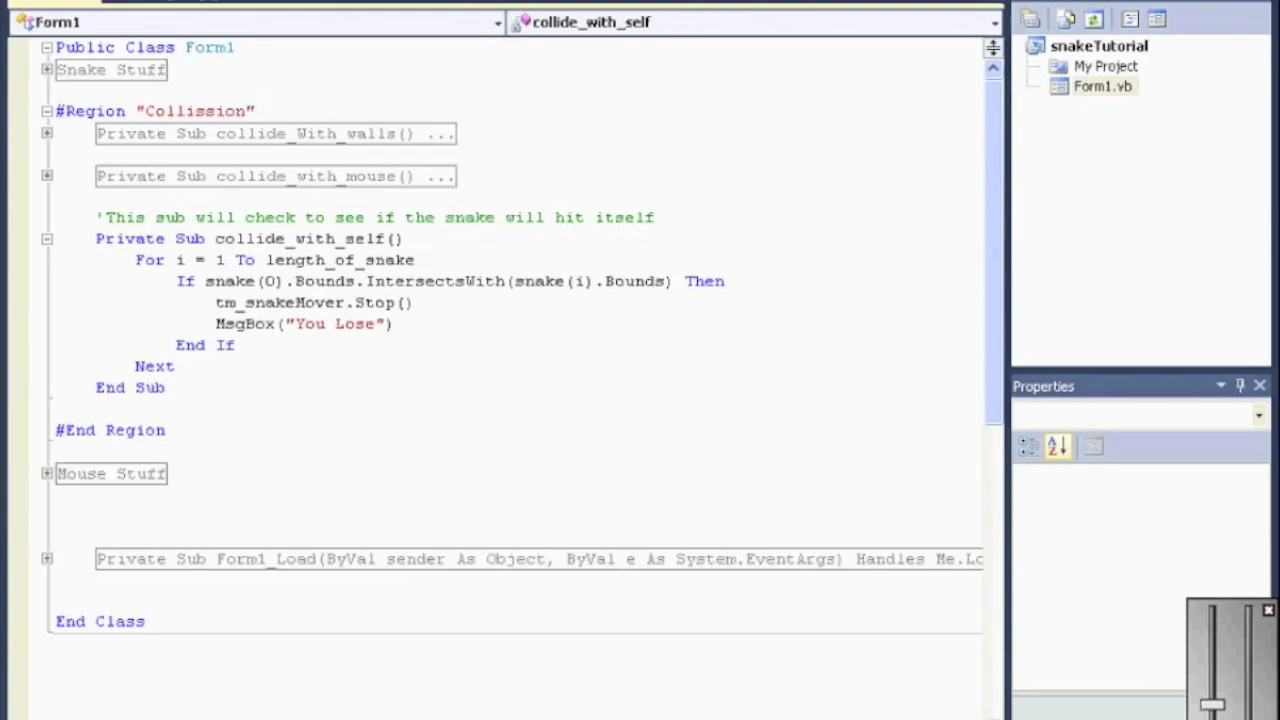 Form1
collide_with_self
Public Class Form1
Snake Stuff
#Region "Collission"
Private Sub collide_With_walls() ...
Private Sub collide_with_mouse() ...
'This sub will check to see if the snake will hit itself
Private Sub collide_with_self()
For i = 1 To length_of_snake
If snake(0).Bounds.IntersectsWith(snake(i).Bounds) Then
tm_snakeMover.Stop()
MsgBox("You Lose")
End If
Next
End Sub
#End Region
Mouse Stuff
Private Sub Form1_Load(ByVal sender As Object, ByVal e As System.EventArgs) Handles Me.Lo
End Class
snakeTutorial
My Project
Form1.vb
Properties